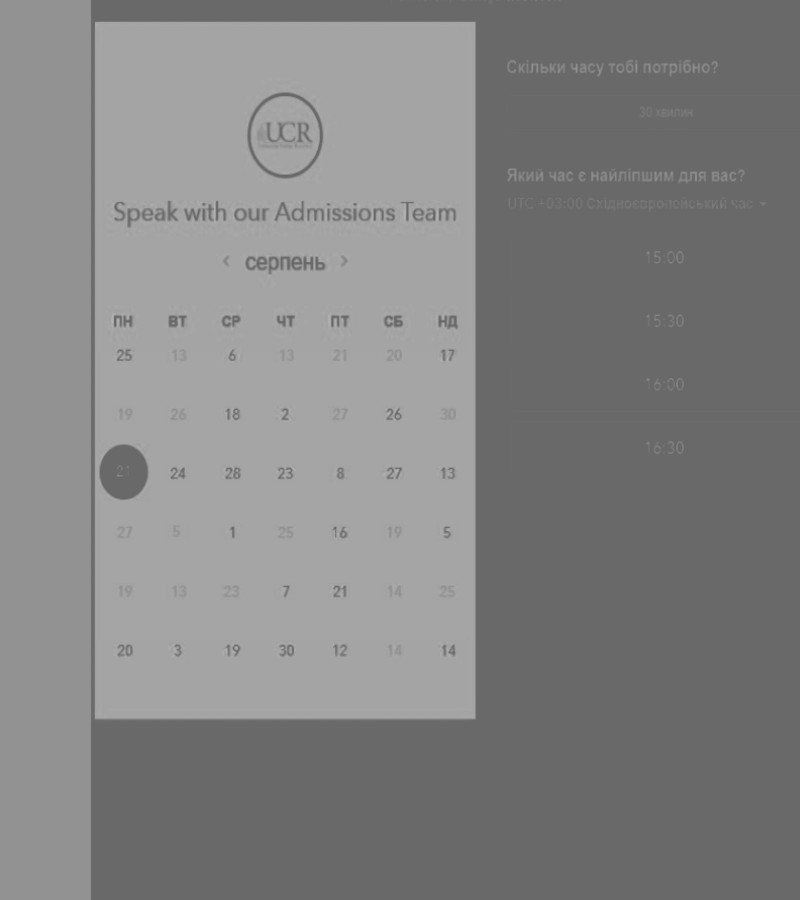 UCR
Speak with our Admissions Team
‹ серпень ›
ПН ВТ СР ЧТ ПТ СБ НД
25 13 6 13 21 20 17
19 26 18 2 27 26 30
21 24 28 23 8 27 13
27 5 1 25 16 19 5
19 13 23 7 21 14 25
20 3 19 30 12 14 14
Скільки часу тобі потрібно?
30 хвилин
Який час є найліпшим для вас?
UTC +03:00 Східноєвропейський час
15:00
15:30
16:00
16:30